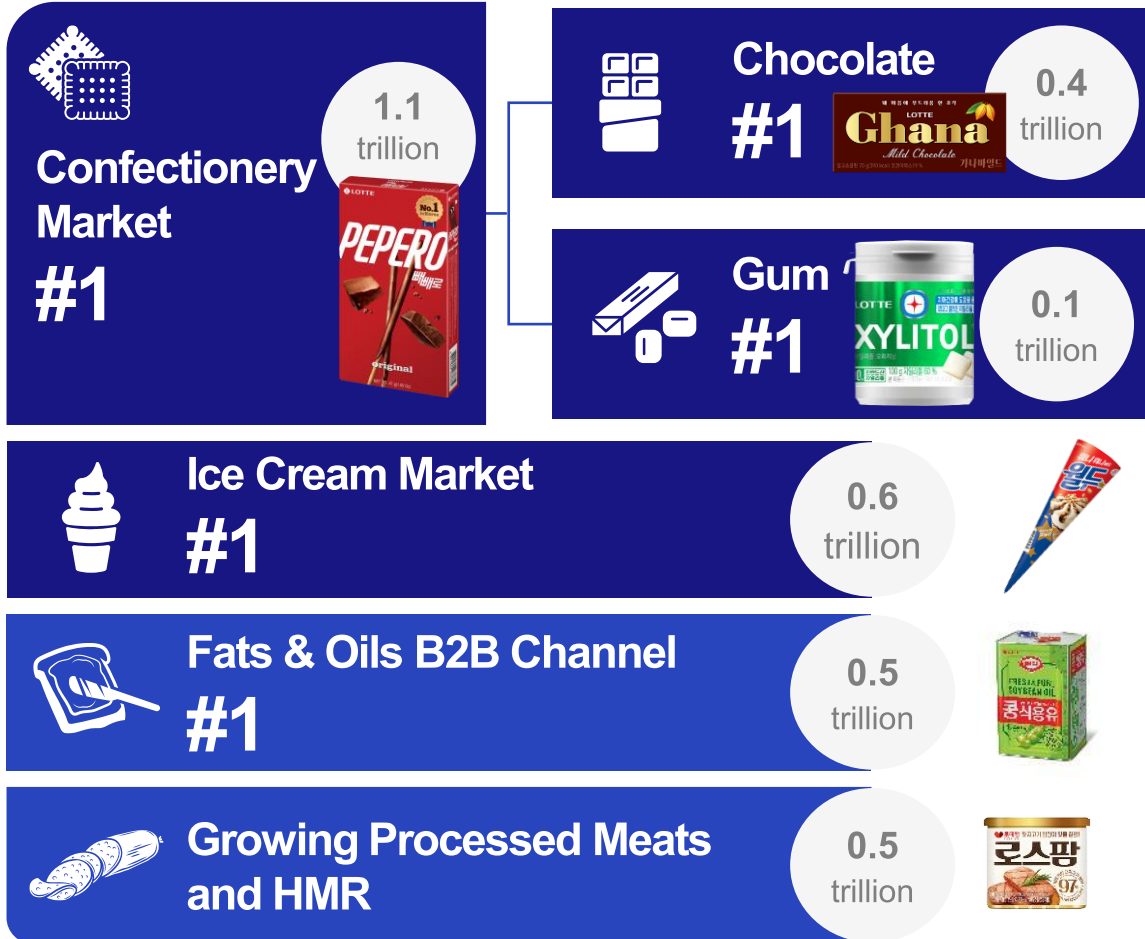 Confectionery
Market
#1
1.1
trillion
LOTTE
No.1
PEPERO
빼빼로
original
Chocolate
#1
LOTTE
Ghana
Mild Chocolate
가나마일드
0.4
trillion
Gum
#1
LOTTE
XYLITOL
0.1
trillion
Ice Cream Market
#1
0.6
trillion
월드
Fats & Oils B2B Channel
#1
0.5
trillion
SOYBEAN OIL
콩식용유
Growing Processed Meats
and HMR
0.5
trillion
로스팜
97